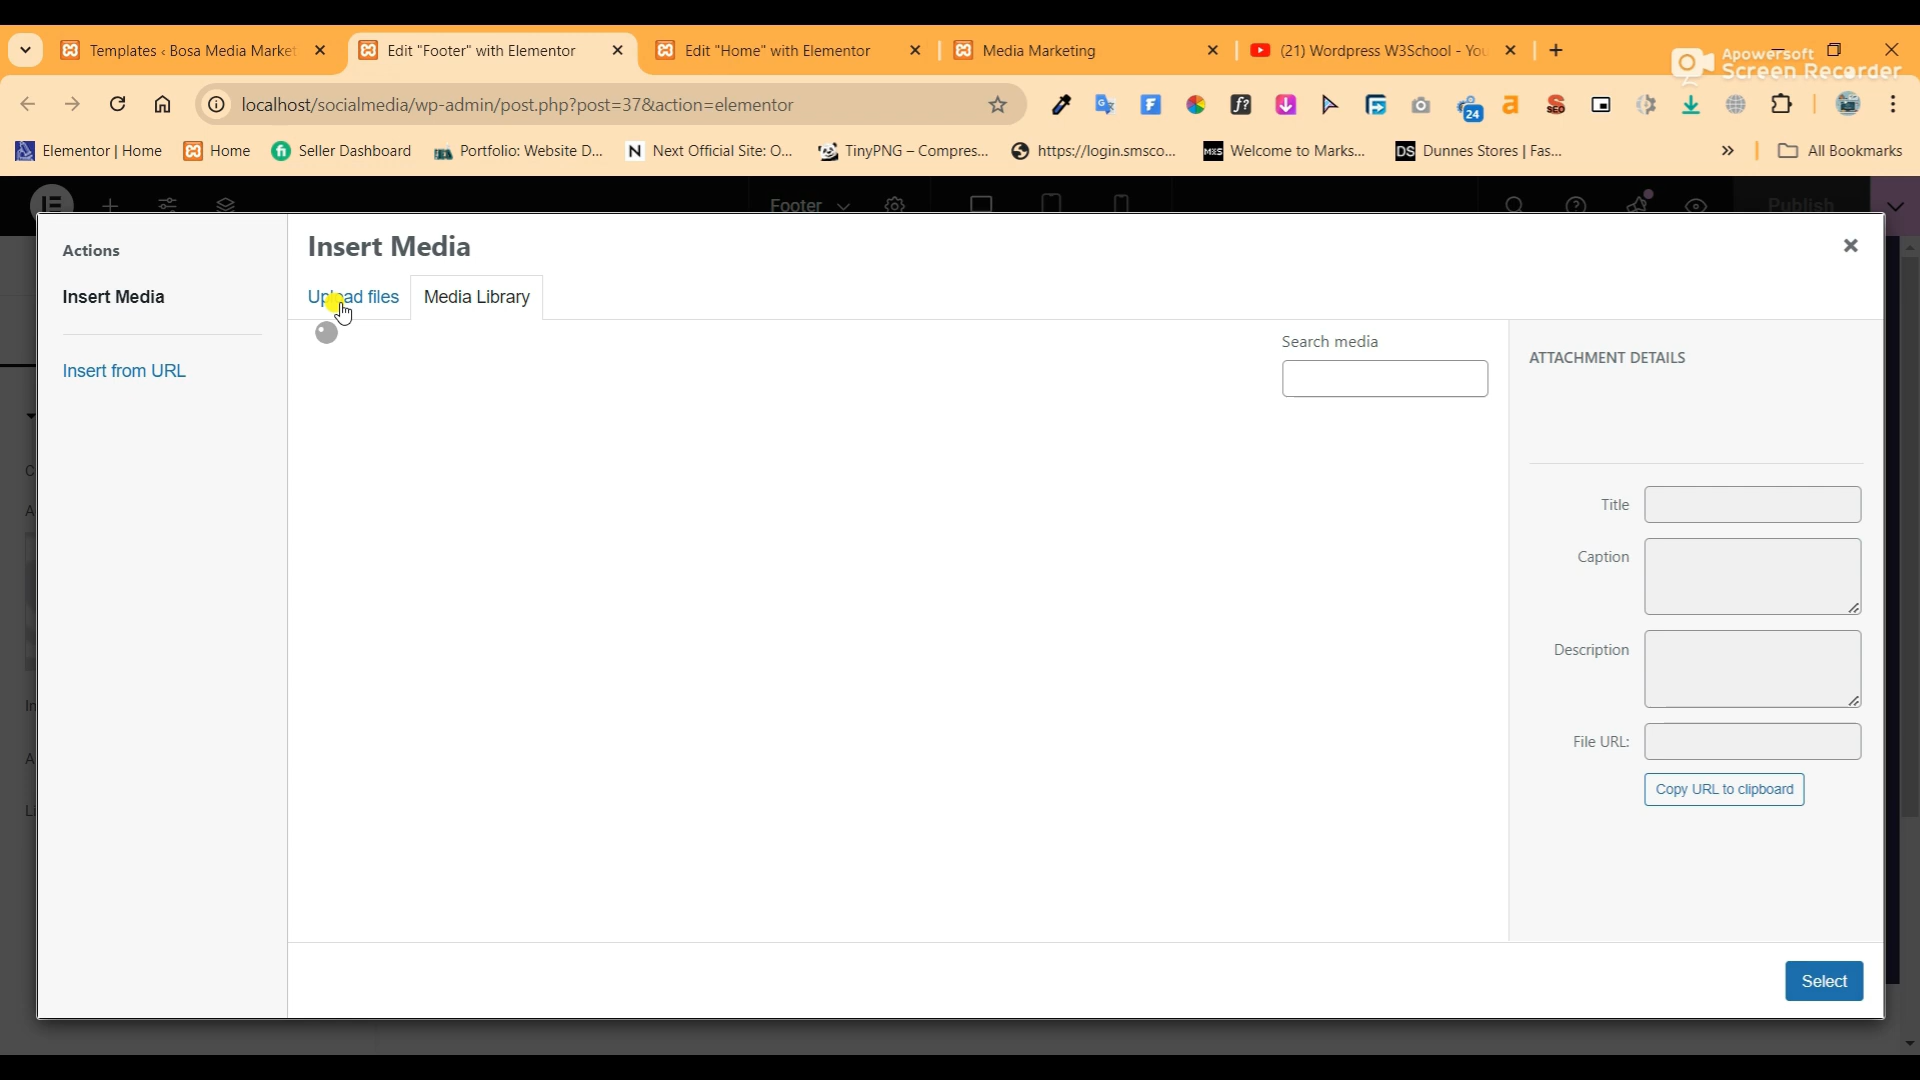 Templates ‹ Bosa Media Market
Edit "Footer" with Elementor
Edit "Home" with Elementor
Media Marketing
(21) Wordpress W3School - You
Apowersoft
Screen Recorder
localhost/socialmedia/wp-admin/post.php?post=37&action=elementor
24
SEO
Elementor | Home
Home
Seller Dashboard
Portfolio: Website D...
Next Official Site: O...
TinyPNG – Compres...
https://login.smsco...
M&S
Welcome to Marks...
DS
Dunnes Stores | Fas...
All Bookmarks
Footer
Publish
Actions
Insert Media
Insert from URL
Insert Media
Upload files
Media Library
Search media
ATTACHMENT DETAILS
Title
Caption
Description
File URL:
Copy URL to clipboard
Select